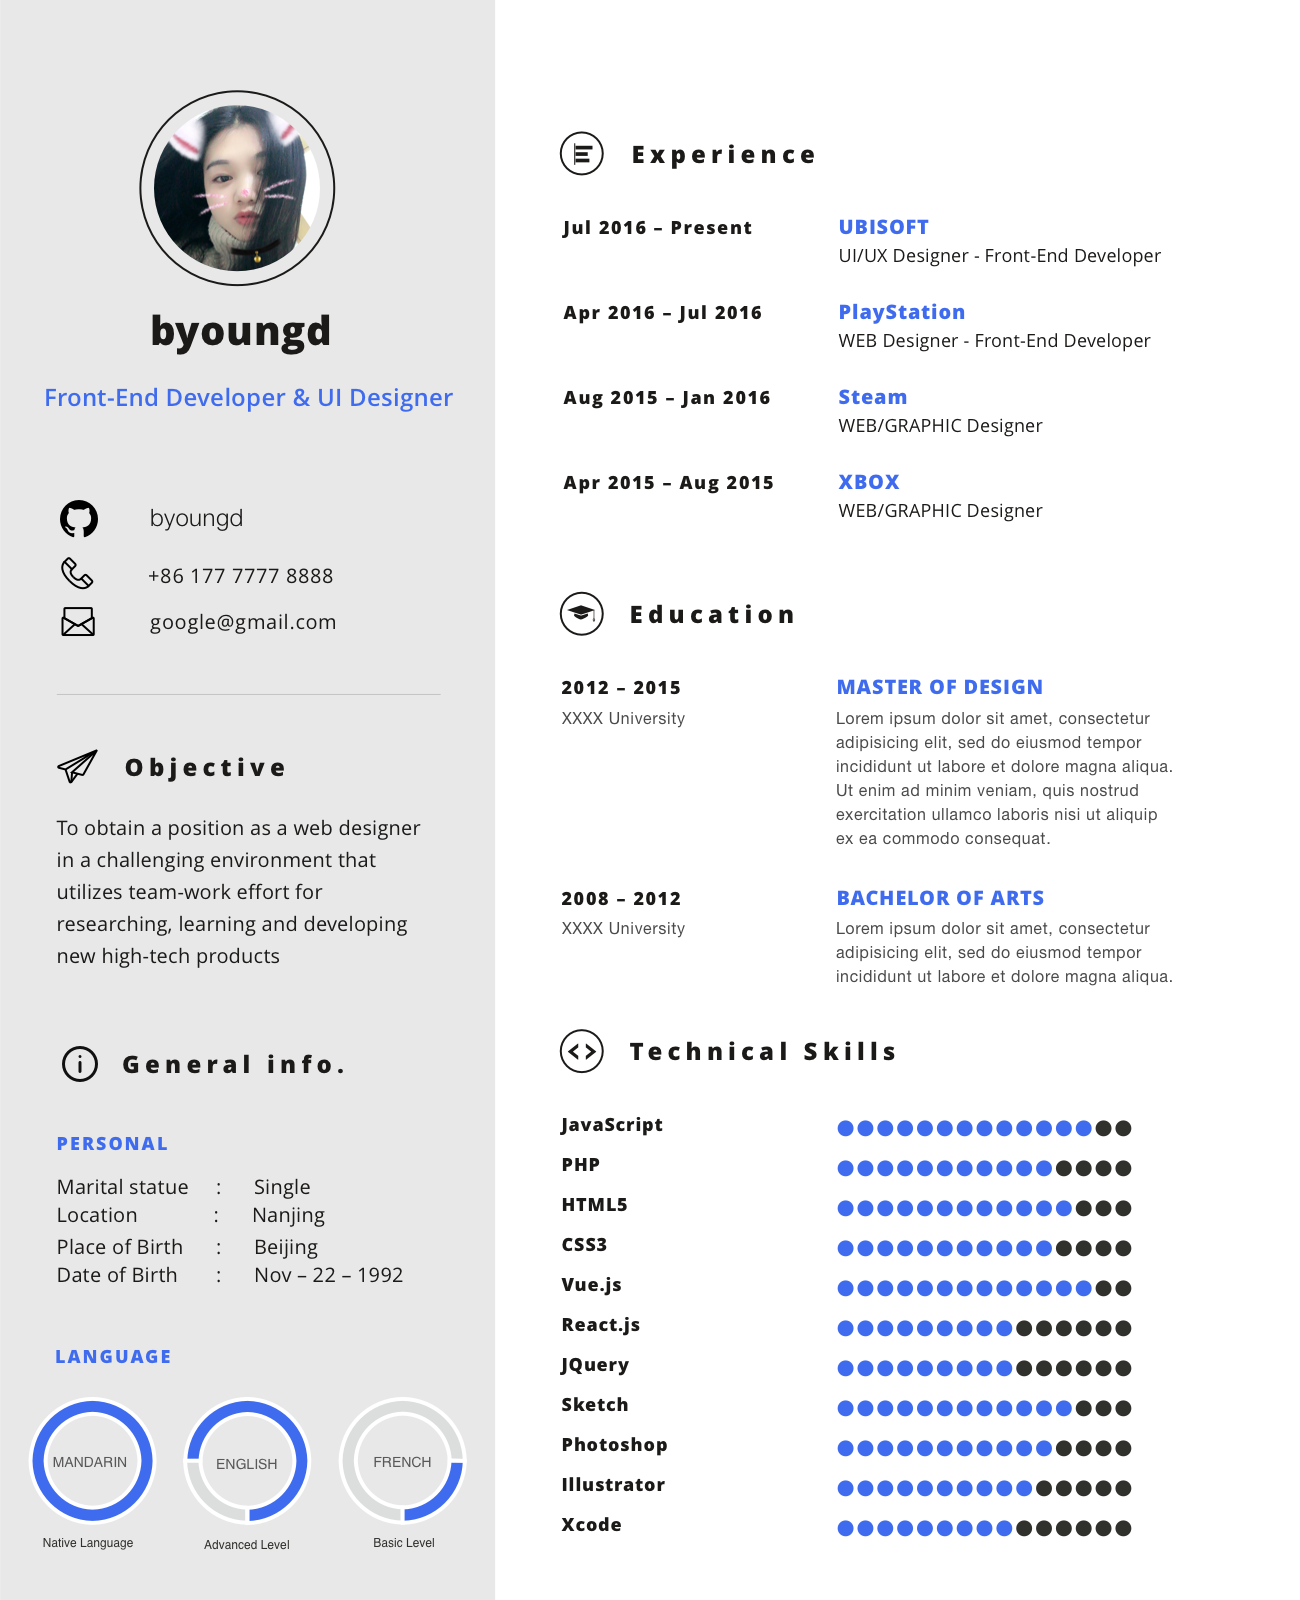 byoungd
Front-End Developer & UI Designer
byoungd
+86 177 7777 8888
google@gmail.com
Objective
To obtain a position as a web designer
in a challenging environment that
utilizes team-work effort for
researching, learning and developing
new high-tech products
General info.
PERSONAL
Marital statue : Single
Location : Nanjing
Place of Birth : Beijing
Date of Birth : Nov – 22 – 1992
LANGUAGE
MANDARIN ENGLISH FRENCH
Native Language Advanced Level Basic Level
Experience
Jul 2016 – Present UBISOFT
UI/UX Designer - Front-End Developer
Apr 2016 – Jul 2016 PlayStation
WEB Designer - Front-End Developer
Aug 2015 – Jan 2016 Steam
WEB/GRAPHIC Designer
Apr 2015 – Aug 2015 XBOX
WEB/GRAPHIC Designer
Education
2012 – 2015 MASTER OF DESIGN
XXXX University Lorem ipsum dolor sit amet, consectetur
adipisicing elit, sed do eiusmod tempor
incididunt ut labore et dolore magna aliqua.
Ut enim ad minim veniam, quis nostrud
exercitation ullamco laboris nisi ut aliquip
ex ea commodo consequat.
2008 – 2012 BACHELOR OF ARTS
XXXX University Lorem ipsum dolor sit amet, consectetur
adipisicing elit, sed do eiusmod tempor
incididunt ut labore et dolore magna aliqua.
Technical Skills
JavaScript
PHP
HTML5
CSS3
Vue.js
React.js
JQuery
Sketch
Photoshop
Illustrator
Xcode